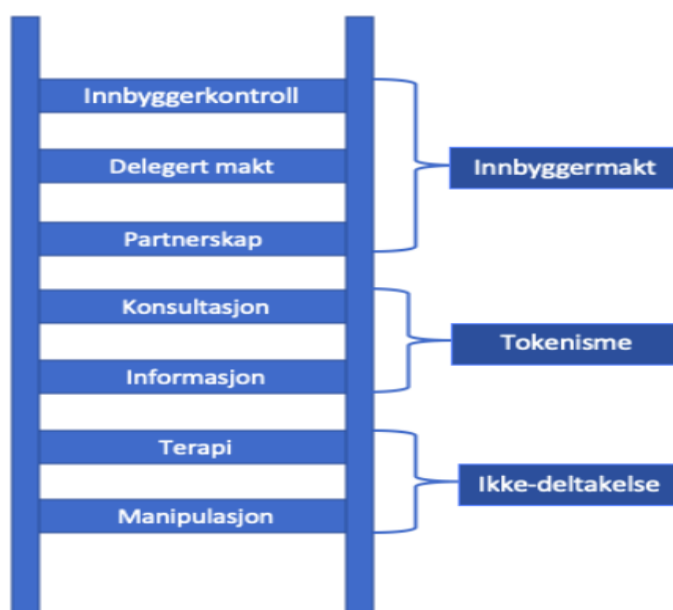 Innbyggerkontroll
Delegert makt
Partnerskap
Innbyggermakt
Konsultasjon
Informasjon
Tokenisme
Terapi
Manipulasjon
Ikke-deltakelse